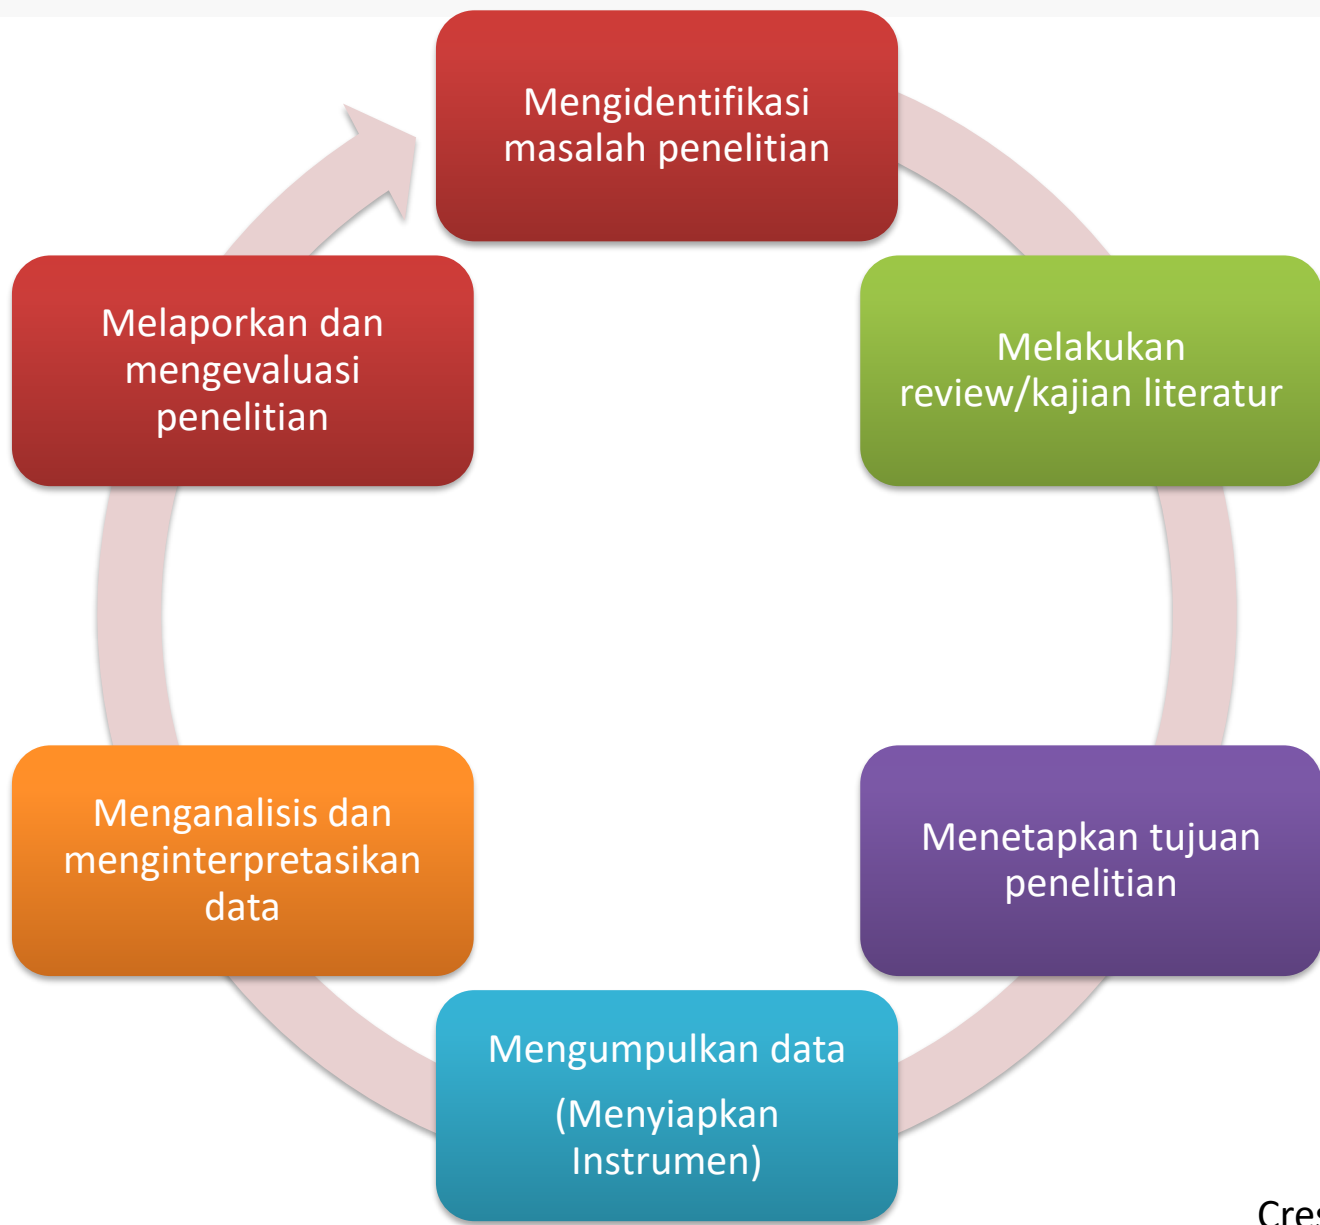 Mengidentifikasi
masalah penelitian
Melakukan
review/kajian literatur
Menetapkan tujuan
penelitian
Mengumpulkan data
(Menyiapkan
Instrumen)
Menganalisis dan
menginterpretasikan
data
Melaporkan dan
mengevaluasi
penelitian